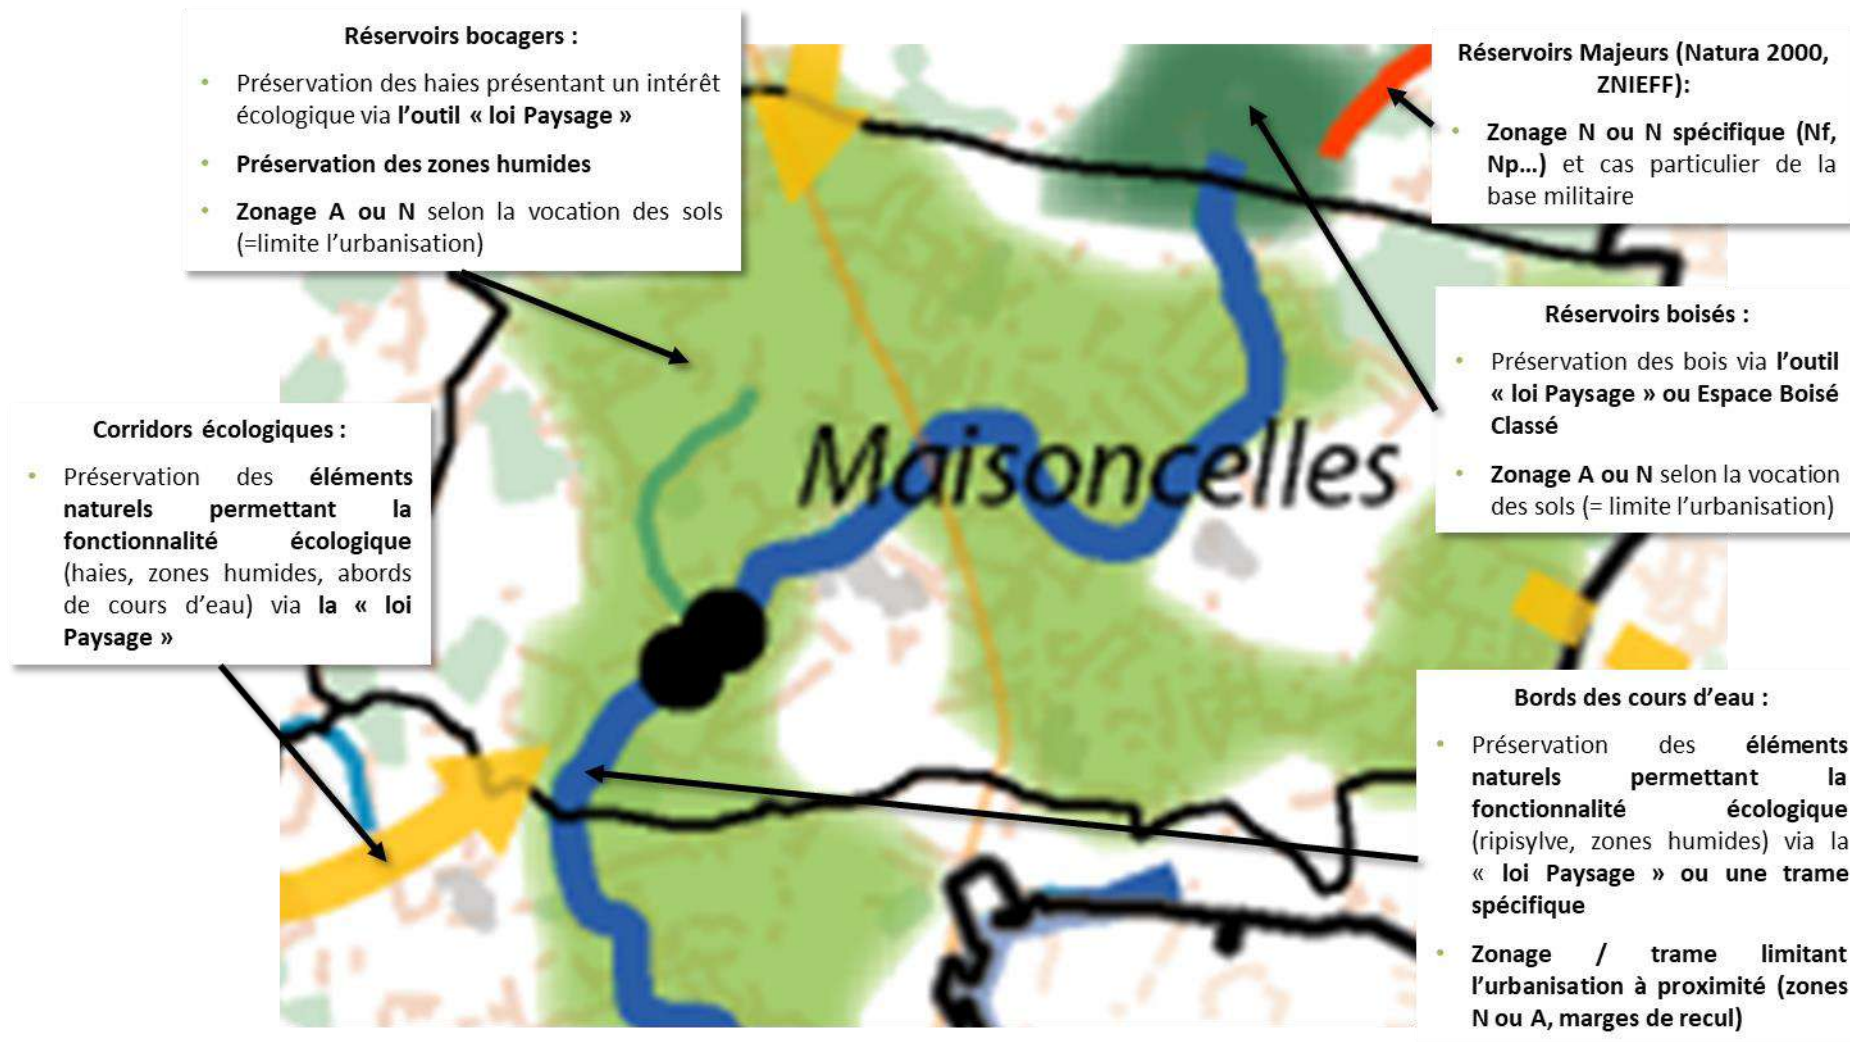 Réservoirs bocagers :
• Préservation des haies présentant un intérêt
écologique via l'outil « loi Paysage »
• Préservation des zones humides
• Zonage A ou N selon la vocation des sols
(=limite l'urbanisation)
Réservoirs Majeurs (Natura 2000,
ZNIEFF):
• Zonage N ou N spécifique (Nf,
Np...) et cas particulier de la
base militaire
Réservoirs boisés :
• Préservation des bois via l'outil
« loi Paysage » ou Espace Boisé
Classé
• Zonage A ou N selon la vocation
des sols (= limite l'urbanisation)
Corridors écologiques :
• Préservation des éléments
naturels permettant la
fonctionnalité écologique
(haies, zones humides, abords
de cours d'eau) via la « loi
Paysage »
Maisoncelles
Bords des cours d'eau :
• Préservation des éléments
naturels permettant la
fonctionnalité écologique
(ripisylve, zones humides) via la
« loi Paysage » ou une trame
spécifique
• Zonage / trame limitant
l'urbanisation à proximité (zones
N ou A, marges de recul)